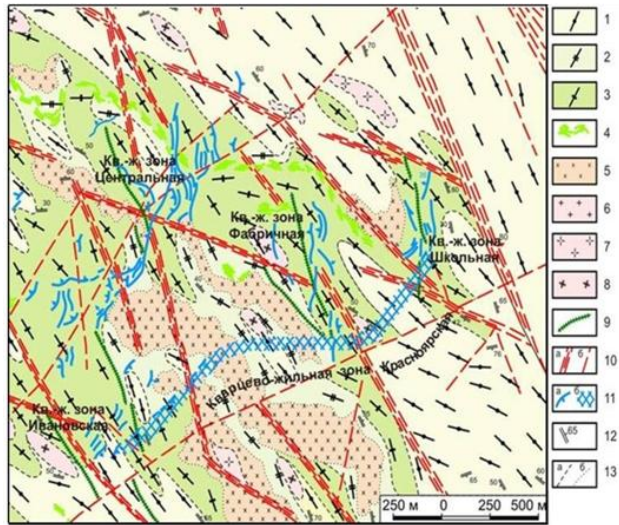 Кв.-ж. зона
Центральная
Кв.-ж. зона
Фабричная
Кв.-ж. зона
Школьная
Кварцево-жильная зона Красноярская
Кв.-ж. зона
Ивановская
250 м 0 250 500 м
1
2
3
4
5
6
7
8
9
а б 10
а б 11
65 12
а б 13